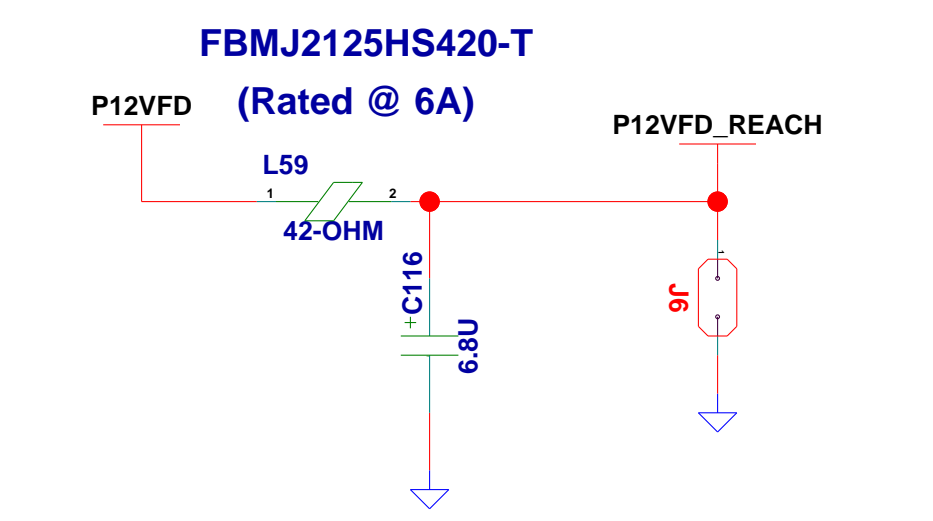 FBMJ2125HS420-T
(Rated @ 6A)
P12VFD
P12VFD_REACH
L59
1
2
42-OHM
C116
+
6.8U
1
J6